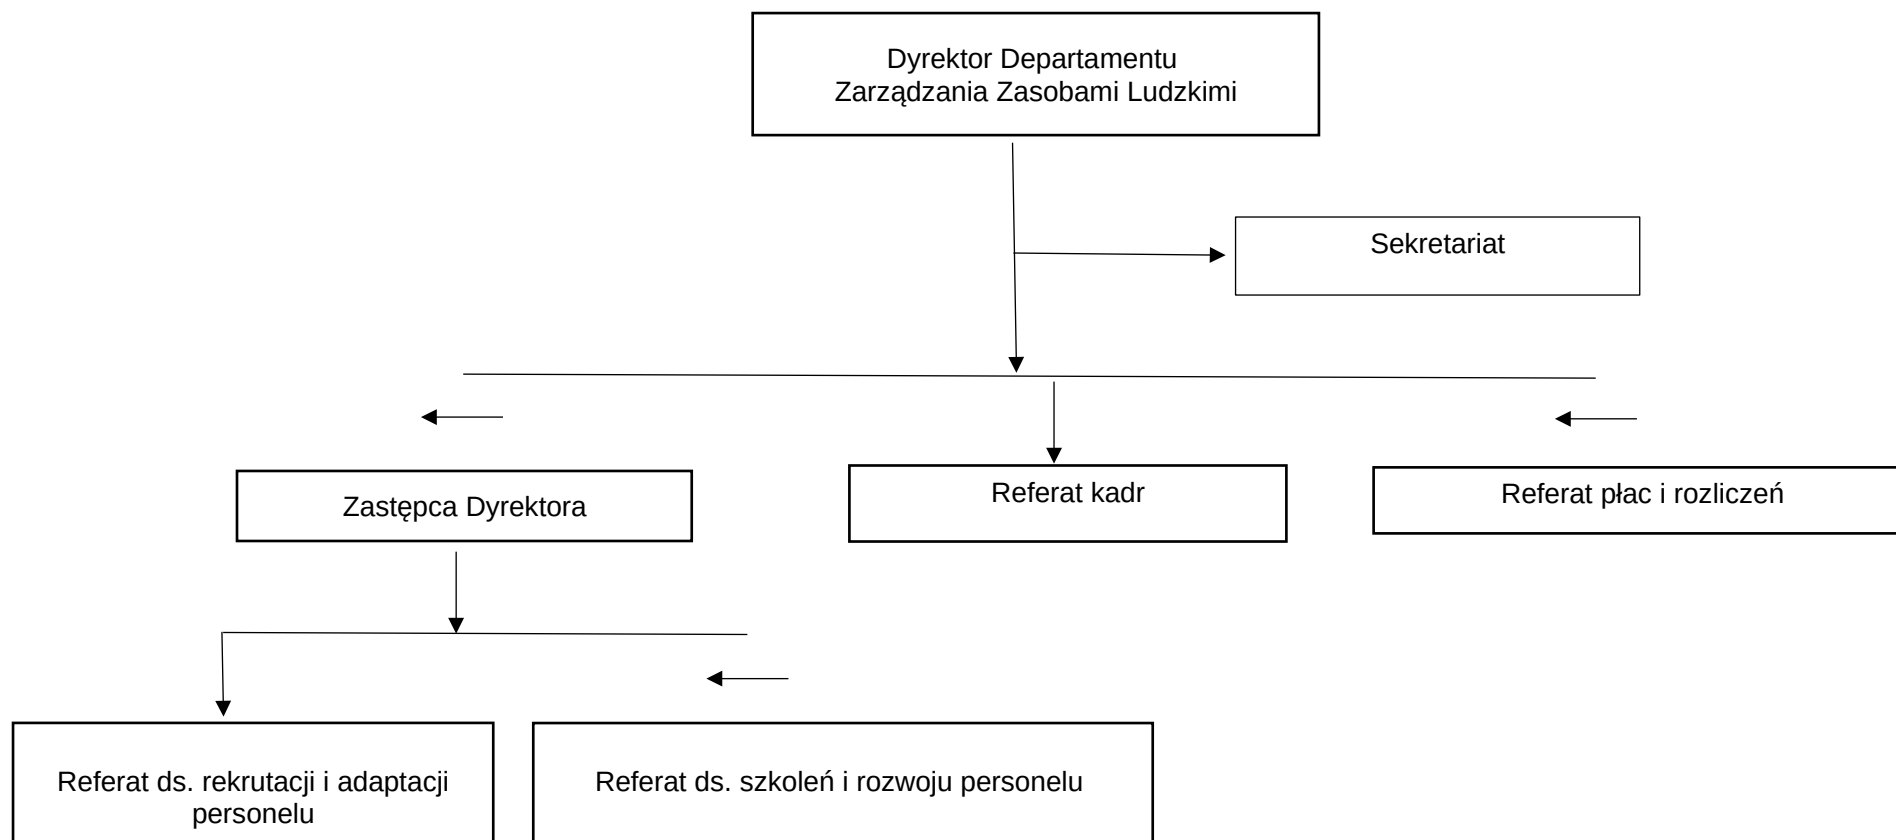 Dyrektor Departamentu
Zarządzania Zasobami Ludzkimi
Sekretariat
Zastępca Dyrektora
Referat kadr
Referat płac i rozliczeń
Referat ds. rekrutacji i adaptacji
personelu
Referat ds. szkoleń i rozwoju personelu